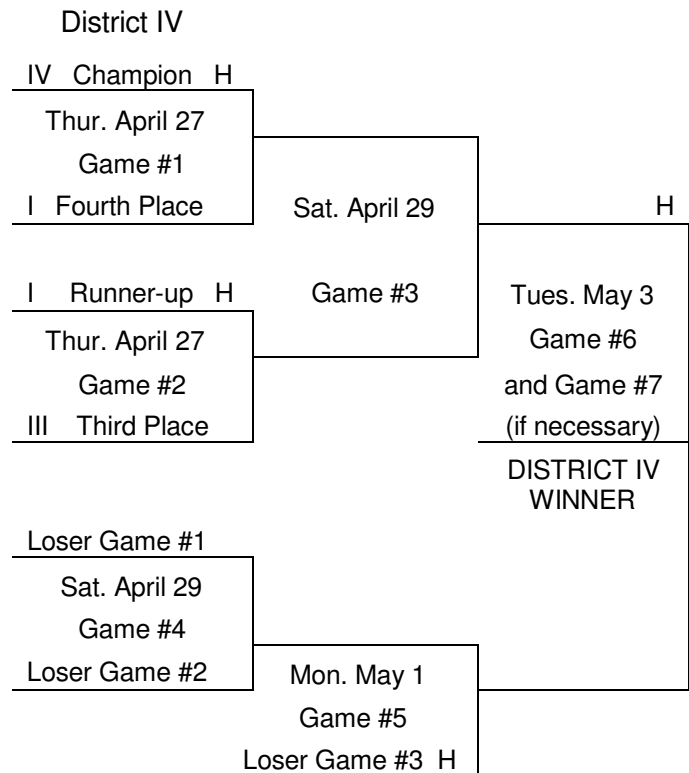 District IV
IV Champion H
Thur. April 27
Game #1
I Fourth Place
Sat. April 29
H
I Runner-up H
Game #3
Tues. May 3
Thur. April 27
Game #6
Game #2
and Game #7
III Third Place
(if necessary)
DISTRICT IV
WINNER
Loser Game #1
Sat. April 29
Game #4
Loser Game #2
Mon. May 1
Game #5
Loser Game #3 H